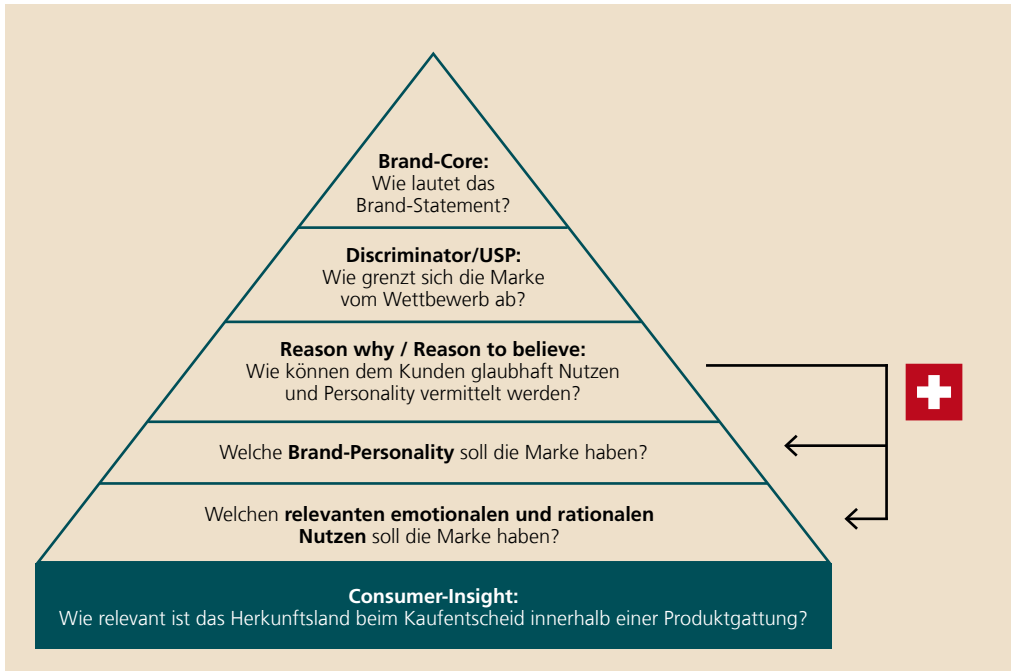 Brand-Core:
Wie lautet das
Brand-Statement?
Discriminator/USP:
Wie grenzt sich die Marke
vom Wettbewerb ab?
Reason why / Reason to believe:
Wie können dem Kunden glaubhaft Nutzen
und Personality vermittelt werden?
Welche Brand-Personality soll die Marke haben?
Welchen relevanten emotionalen und rationalen
Nutzen soll die Marke haben?
Consumer-Insight:
Wie relevant ist das Herkunftsland beim Kaufentscheid innerhalb einer Produktgattung?